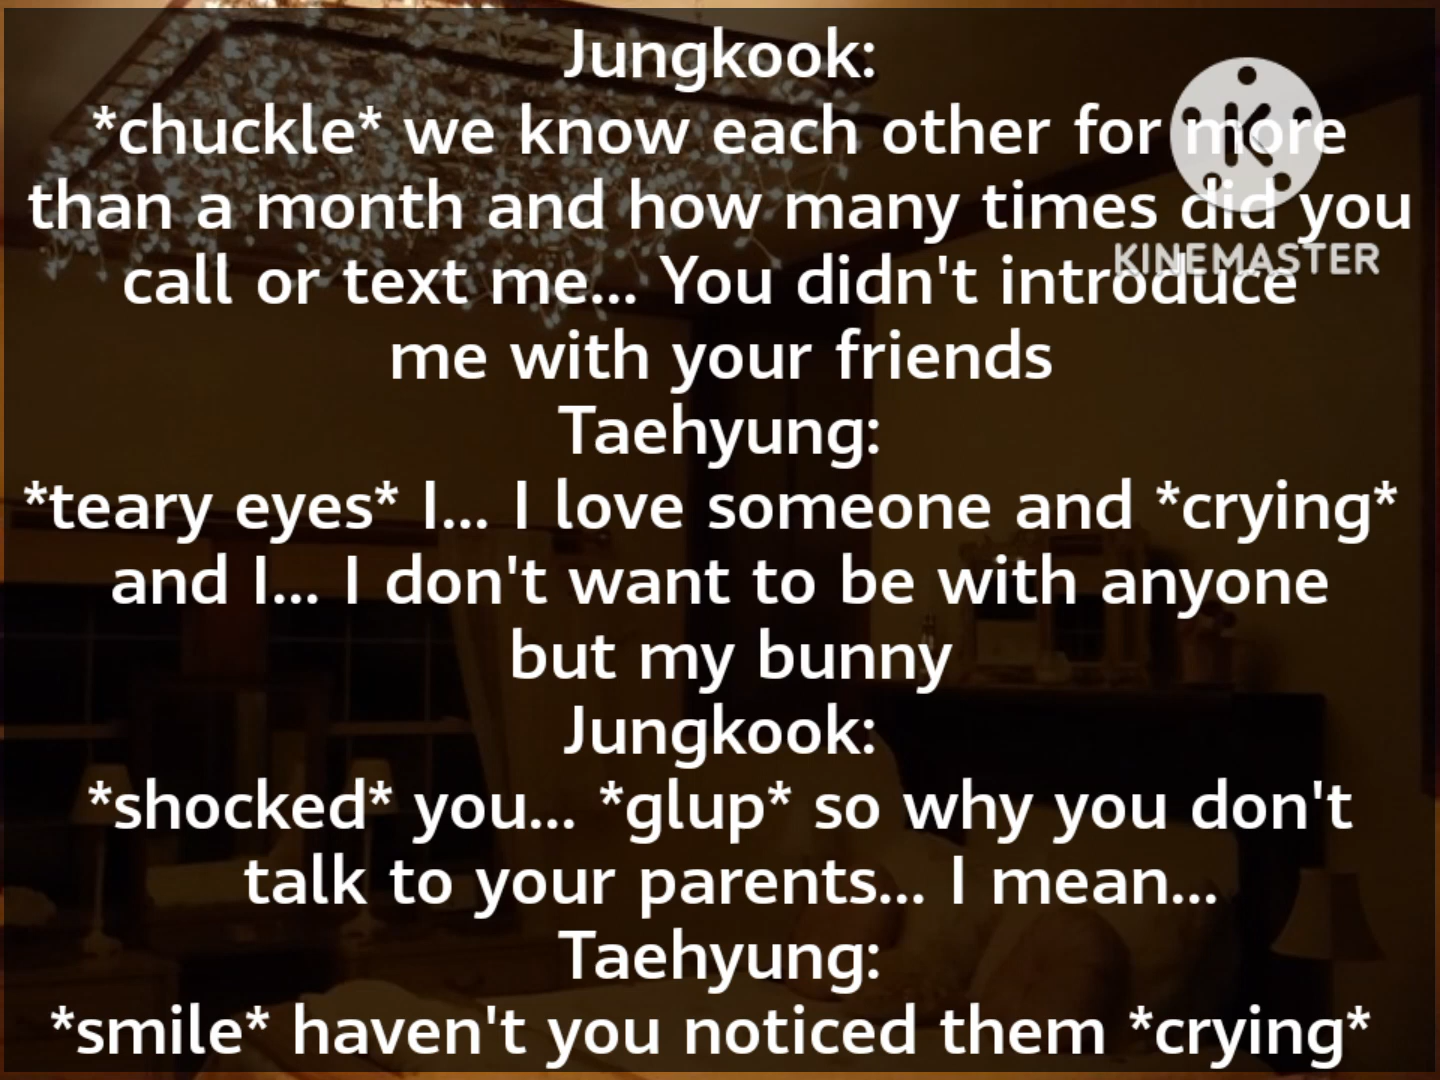 Jungkook:
*chuckle* we know each other for more
than a month and how many times did you
call or text me... You didn't introduce
me with your friends
Taehyung:
*teary eyes* I... I love someone and *crying*
and I... I don't want to be with anyone
but my bunny
Jungkook:
*shocked* you... *glup* so why you don't
talk to your parents... I mean...
Taehyung:
*smile* haven't you noticed them *crying*
K
KINEMASTER